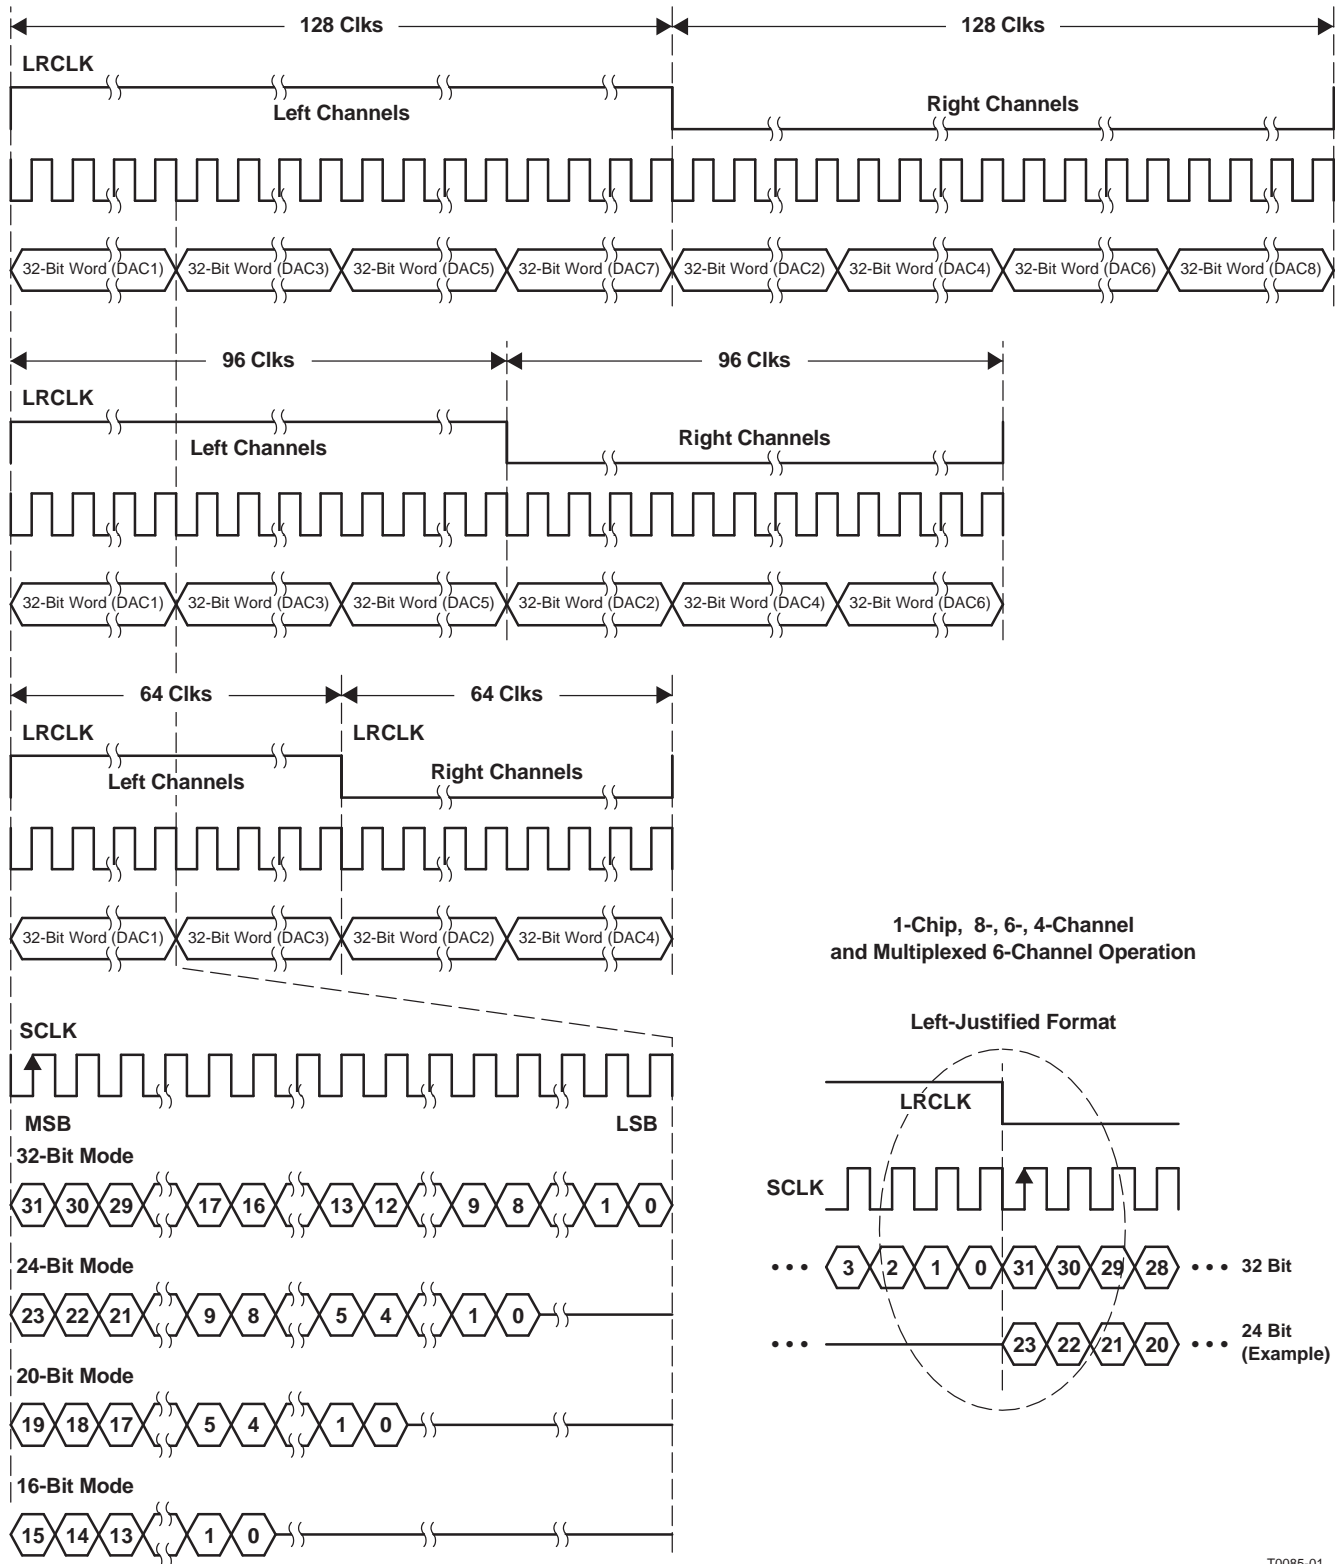 128 Clks 128 Clks
LRCLK
Left Channels Right Channels
32-Bit Word (DAC1) 32-Bit Word (DAC3) 32-Bit Word (DAC5) 32-Bit Word (DAC7) 32-Bit Word (DAC2) 32-Bit Word (DAC4) 32-Bit Word (DAC6) 32-Bit Word (DAC8)
96 Clks 96 Clks
LRCLK
Left Channels Right Channels
32-Bit Word (DAC1) 32-Bit Word (DAC3) 32-Bit Word (DAC5) 32-Bit Word (DAC2) 32-Bit Word (DAC4) 32-Bit Word (DAC6)
64 Clks 64 Clks
LRCLK LRCLK
Left Channels Right Channels
32-Bit Word (DAC1) 32-Bit Word (DAC3) 32-Bit Word (DAC2) 32-Bit Word (DAC4)
SCLK
MSB LSB
32-Bit Mode
31 30 29 17 16 13 12 9 8 1 0
24-Bit Mode
23 22 21 9 8 5 4 1 0
20-Bit Mode
19 18 17 5 4 1 0
16-Bit Mode
15 14 13 1 0
1-Chip, 8-, 6-, 4-Channel
and Multiplexed 6-Channel Operation
Left-Justified Format
LRCLK
SCLK
••• 3 2 1 0 31 30 29 28 ••• 32 Bit
••• 23 22 21 20 ••• 24 Bit
(Example)
T0085-01